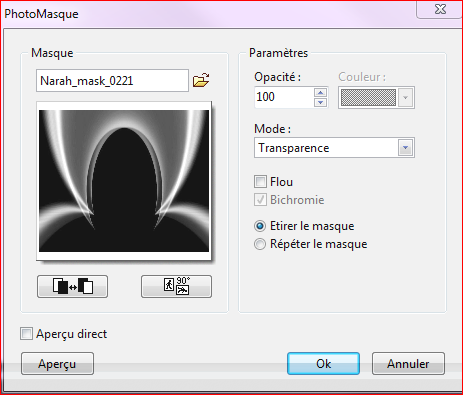 PhotoMasque
Masque
Narah_mask_0221
90°
Paramètres
Opacité :
Couleur :
100
Mode :
Transparence
Flou
Bichromie
Etirer le masque
Répéter le masque
Aperçu direct
Aperçu
Ok
Annuler